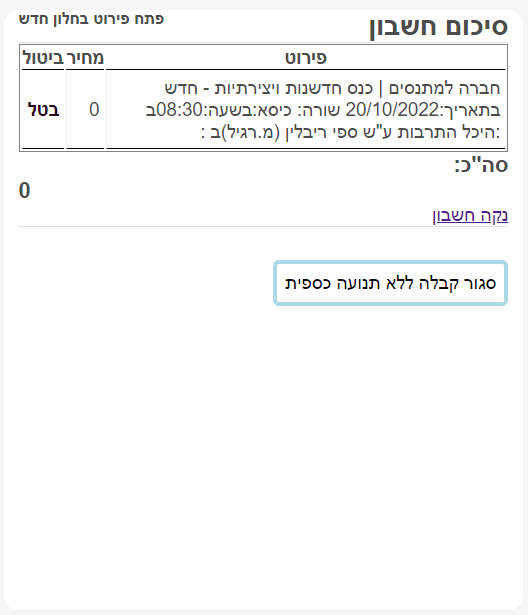 סיכום חשבון
פתח פירוט בחלון חדש
פירוט מחיר ביטול
חברה למתנסים | כנס חדשנות ויצירתיות - חדש
בתאריך:20/10/2022 שורה: כיסא:בשעה:08:30ב
:היכל התרבות ע"ש ספי ריבלין (מ.רגיל)ב :
0
בטל
סה"כ:
0
נקה חשבון
סגור קבלה ללא תנועה כספית